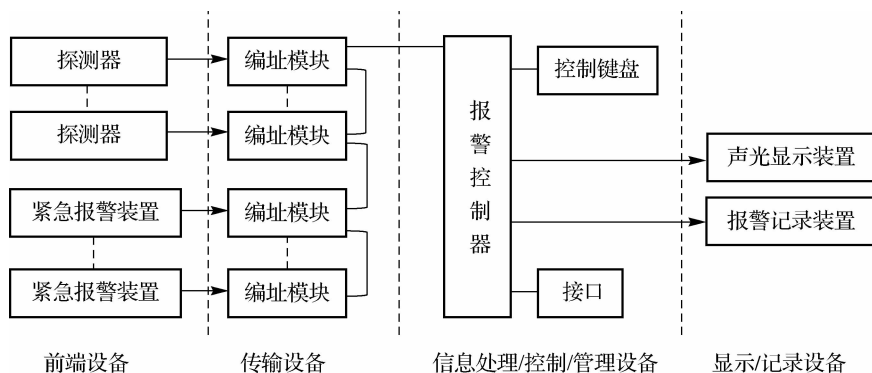 探测器
编址模块
控制键盘
探测器
编址模块
报警控制器
声光显示装置
紧急报警装置
编址模块
报警记录装置
紧急报警装置
编址模块
接口
前端设备
传输设备
信息处理/控制/管理设备
显示/记录设备